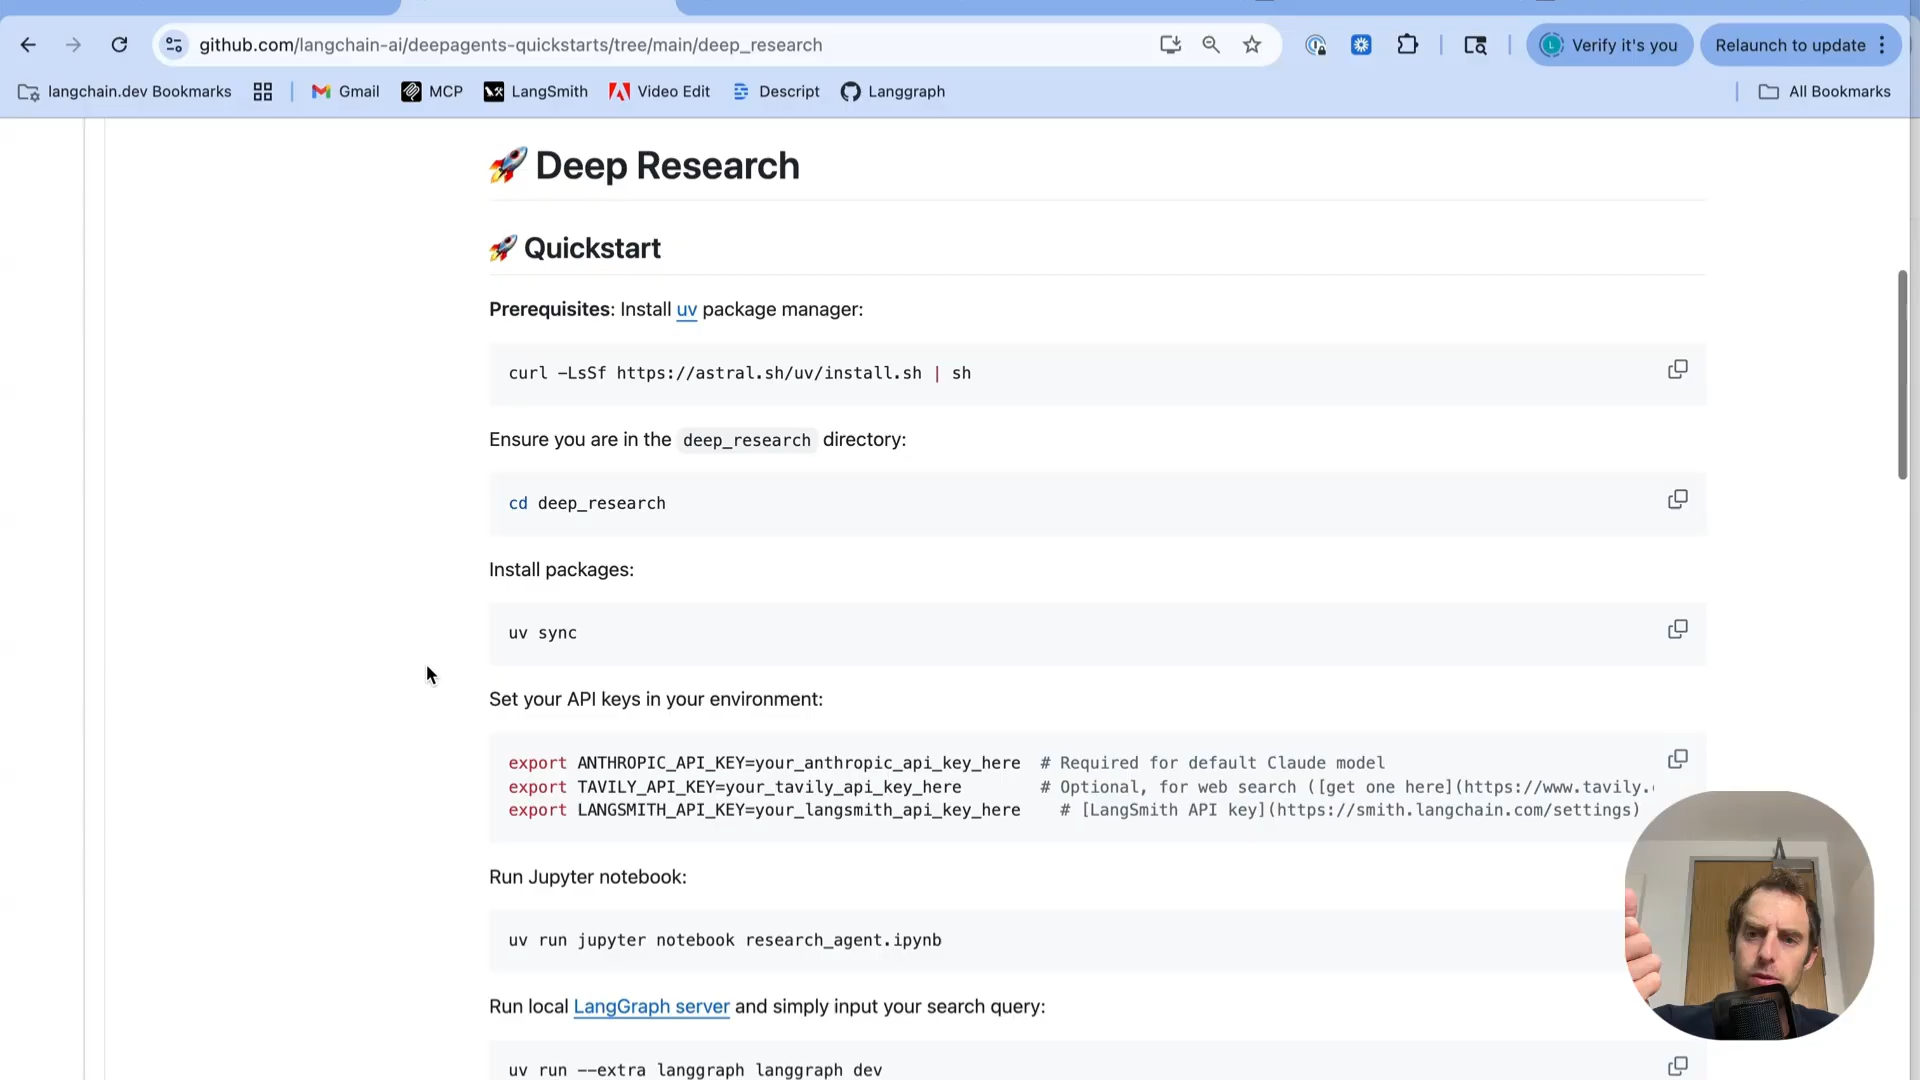 github.com/langchain-ai/deepagents-quickstarts/tree/main/deep_research
Verify it's you
Relaunch to update
langchain.dev Bookmarks
Gmail
MCP
LangSmith
Video Edit
Descript
Langgraph
All Bookmarks
🚀 Deep Research
🚀 Quickstart
Prerequisites: Install uv package manager:
curl -LsSf https://astral.sh/uv/install.sh | sh
Ensure you are in the deep_research directory:
cd deep_research
Install packages:
uv sync
Set your API keys in your environment:
export ANTHROPIC_API_KEY=your_anthropic_api_key_here # Required for default Claude model
export TAVILY_API_KEY=your_tavily_api_key_here # Optional, for web search ([get one here](https://www.tavily.
export LANGSMITH_API_KEY=your_langsmith_api_key_here # [LangSmith API key](https://smith.langchain.com/settings)
Run Jupyter notebook:
uv run jupyter notebook research_agent.ipynb
Run local LangGraph server and simply input your search query:
uv run --extra langgraph langgraph dev